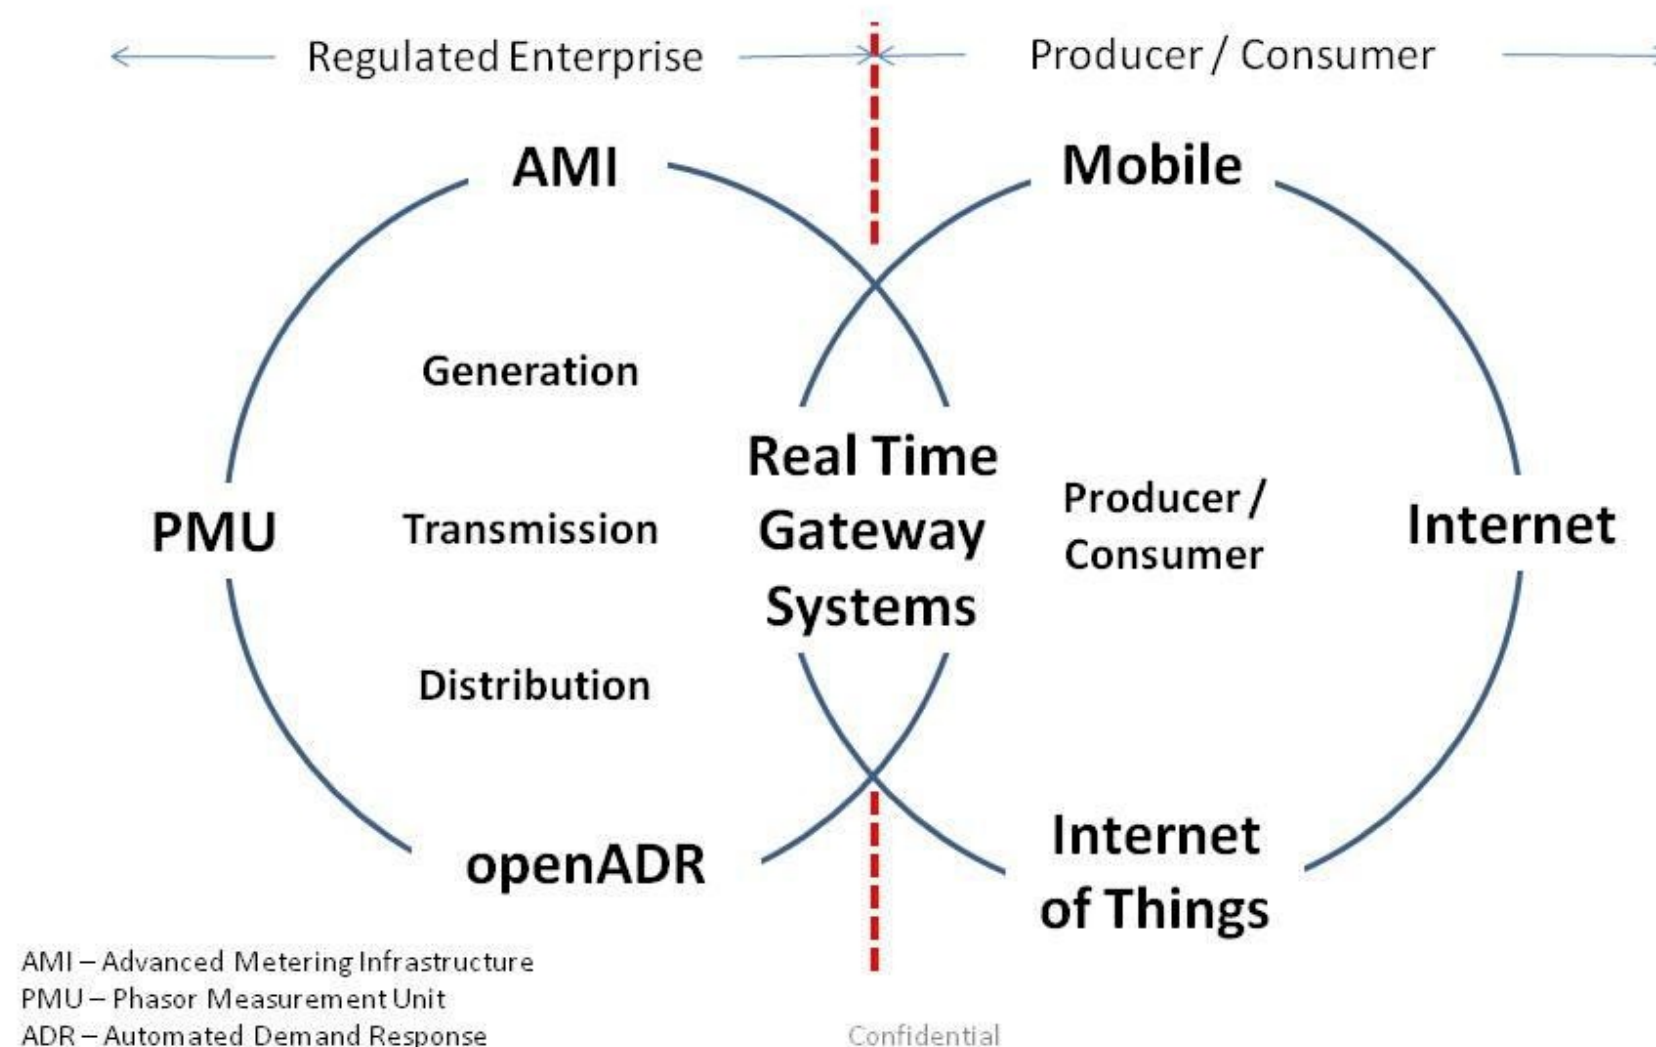 Regulated Enterprise
Producer / Consumer
AMI
Mobile
Generation
Real Time
Gateway
Systems
Producer /
Consumer
PMU
Transmission
Internet
Distribution
openADR
Internet
of Things
AMI – Advanced Metering Infrastructure
PMU – Phasor Measurement Unit
ADR – Automated Demand Response
Confidential